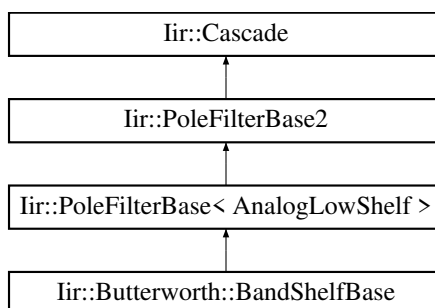 Iir::Cascade
Iir::PoleFilterBase2
Iir::PoleFilterBase< AnalogLowShelf >
Iir::Butterworth::BandShelfBase